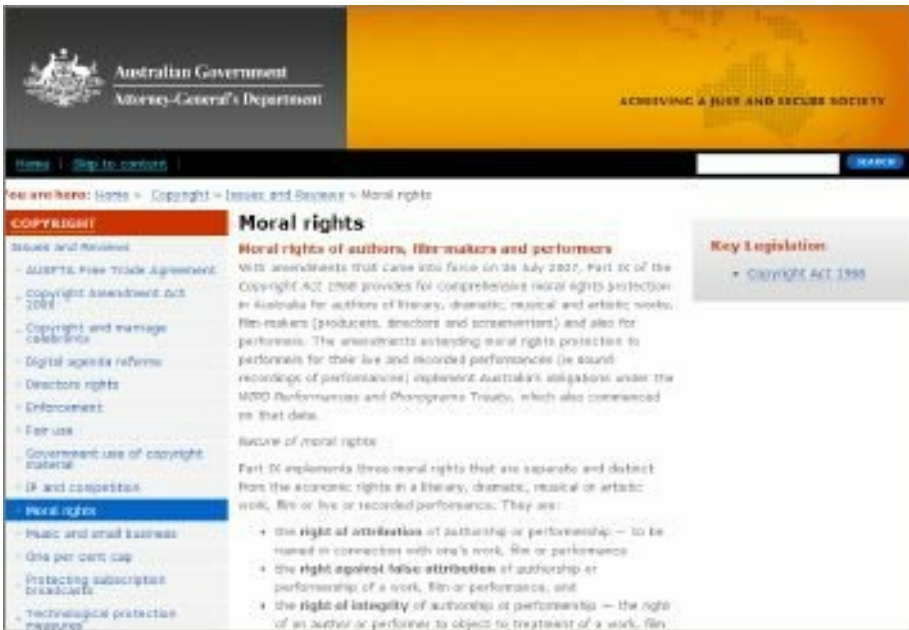 Australian Government
Attorney-General's Department
ACHIEVING A JUST AND SECURE SOCIETY
Home | Skip to content |
SEARCH
You are here: Home » Copyright » Issues and Reviews » Moral rights
COPYRIGHT
Issues and Reviews
AUSFTA Free Trade Agreement
Copyright Amendment Act
Copyright and marriage
celebrants
Digital agenda reforms
Directors rights
Enforcement
Fair use
Government use of copyright
material
IP and competition
Moral rights
Music and small business
One per cent cap
Protecting subscription
broadcasts
Technological protection
measures
Moral rights
Moral rights of authors, film-makers and performers
With amendments that came into force on 26 July 2007, Part IX of the
Copyright Act 1968 provides for comprehensive moral rights protection
in Australia for authors of literary, dramatic, musical and artistic works,
film-makers (producers, directors and screenwriters) and also for
performers. The amendments extending moral rights protection to
performers for their live and recorded performances (ie sound
recordings of performances) implement Australia's obligations under the
WIPO Performances and Phonograms Treaty, which also commenced
on that date.
Nature of moral rights
Part IX implements three moral rights that are separate and distinct
from the economic rights in a literary, dramatic, musical or artistic
work, film or live or recorded performance. They are:
• the right of attribution of authorship or performership — to be
named in connection with one's work, film or performance
• the right against false attribution of authorship or
performership of a work, film or performance, and
• the right of integrity of authorship or performership — the right
of an author or performer to object to treatment of a work, film
Key Legislation
• Copyright Act 1968